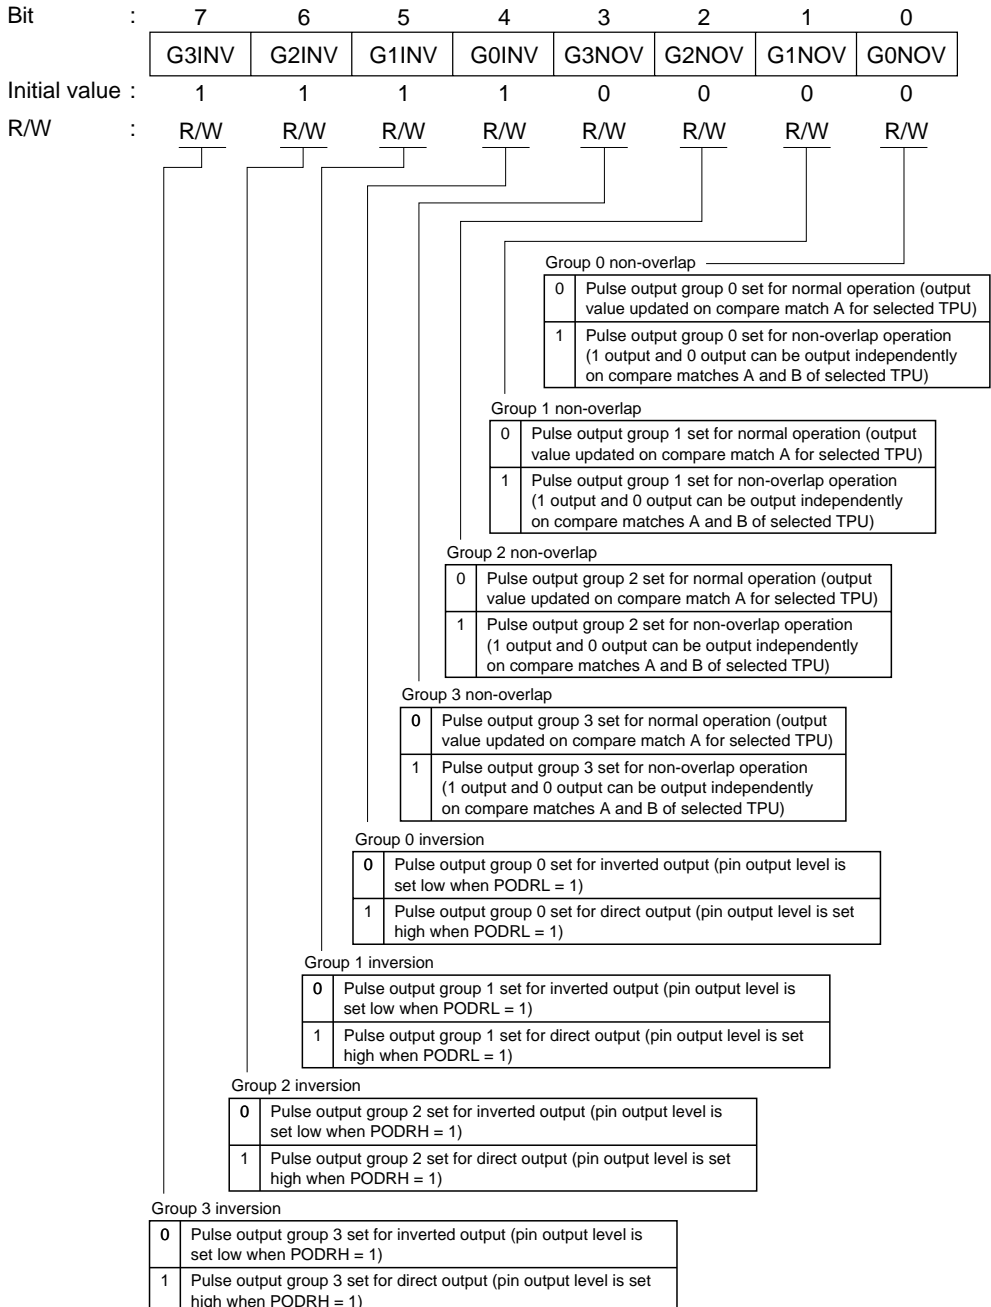 Bit : 7 6 5 4 3 2 1 0
G3INV G2INV G1INV G0INV G3NOV G2NOV G1NOV G0NOV
Initial value : 1 1 1 1 0 0 0 0
R/W : R/W R/W R/W R/W R/W R/W R/W R/W
Group 0 non-overlap
0 Pulse output group 0 set for normal operation (output
value updated on compare match A for selected TPU)
1 Pulse output group 0 set for non-overlap operation
(1 output and 0 output can be output independently
on compare matches A and B of selected TPU)
Group 1 non-overlap
0 Pulse output group 1 set for normal operation (output
value updated on compare match A for selected TPU)
1 Pulse output group 1 set for non-overlap operation
(1 output and 0 output can be output independently
on compare matches A and B of selected TPU)
Group 2 non-overlap
0 Pulse output group 2 set for normal operation (output
value updated on compare match A for selected TPU)
1 Pulse output group 2 set for non-overlap operation
(1 output and 0 output can be output independently
on compare matches A and B of selected TPU)
Group 3 non-overlap
0 Pulse output group 3 set for normal operation (output
value updated on compare match A for selected TPU)
1 Pulse output group 3 set for non-overlap operation
(1 output and 0 output can be output independently
on compare matches A and B of selected TPU)
Group 0 inversion
0 Pulse output group 0 set for inverted output (pin output level is
set low when PODRL = 1)
1 Pulse output group 0 set for direct output (pin output level is set
high when PODRL = 1)
Group 1 inversion
0 Pulse output group 1 set for inverted output (pin output level is
set low when PODRL = 1)
1 Pulse output group 1 set for direct output (pin output level is set
high when PODRL = 1)
Group 2 inversion
0 Pulse output group 2 set for inverted output (pin output level is
set low when PODRH = 1)
1 Pulse output group 2 set for direct output (pin output level is set
high when PODRH = 1)
Group 3 inversion
0 Pulse output group 3 set for inverted output (pin output level is
set low when PODRH = 1)
1 Pulse output group 3 set for direct output (pin output level is set
high when PODRH = 1)